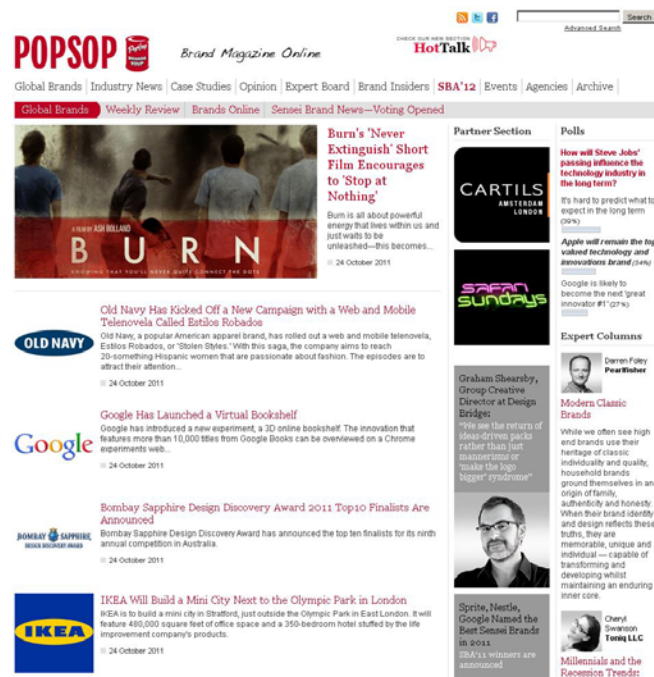 Search
Advanced Search
POPSOP
Brand Magazine Online
CHECK OUR NEW SECTION
HotTalk
Global Brands Industry News Case Studies Opinion Expert Board Brand Insiders SBA'12 Events Agencies Archive
Global Brands Weekly Review Brands Online Sensei Brand News—Voting Opened
A FILM BY ASH BOLLAND
BURN
KNOWING THAT YOU'LL NEVER QUITE CONNECT THE DOTS
Burn's 'Never
Extinguish' Short
Film Encourages
to 'Stop at
Nothing'
Burn is all about powerful
energy that lives within us and
just waits to be
unleashed—this becomes...
24 October 2011
OLD NAVY
Old Navy Has Kicked Off a New Campaign with a Web and Mobile
Telenovela Called Estilos Robados
Old Navy, a popular American apparel brand, has rolled out a web and mobile telenovela,
Estilos Robados, or 'Stolen Styles.' With this saga, the company aims to reach
20-something Hispanic women that are passionate about fashion. The episodes are to
attract their attention...
24 October 2011
Google
Google Has Launched a Virtual Bookshelf
Google has introduced a new experiment, a 3D online bookshelf. The innovation that
features more than 10,000 titles from Google Books can be overviewed on a Chrome
experiments web...
24 October 2011
BOMBAY SAPPHIRE
DESIGN DISCOVERY AWARD
Bombay Sapphire Design Discovery Award 2011 Top10 Finalists Are
Announced
Bombay Sapphire Design Discovery Award has announced the top ten finalists for its ninth
annual competition in Australia.
24 October 2011
IKEA
IKEA Will Build a Mini City Next to the Olympic Park in London
IKEA is to build a mini city in Stratford, just outside the Olympic Park in East London. It will
feature 480,000 square feet of office space and a 350-bedroom hotel stuffed by the life
improvement company's products.
24 October 2011
Partner Section
CARTILS
AMSTERDAM
LONDON
SAFARI
SUNDAYS
Graham Shearsby,
Group Creative
Director at Design
Bridge:
"We see the return of
ideas-driven packs
rather than just
mannerisms or
'make the logo
bigger' syndrome"
Sprite, Nestle,
Google Named the
Best Sensei Brands
in 2011
SBA'11 winners are
announced
Polls
How will Steve Jobs'
passing influence the
technology industry in
the long term?
It's hard to predict what to
expect in the long term
(39%)
Apple will remain the top
valued technology and
innovations brand (34%)
Google is likely to
become the next 'great
innovator #1' (27%)
Expert Columns
Darren Foley
Pearlfisher
Modern Classic
Brands
While we often see high
end brands use their
heritage of classic
individuality and quality,
household brands
ground themselves in an
origin of family,
authenticity and honesty.
When their brand identity
and design reflects these
truths, they are
memorable, unique and
individual — capable of
transforming and
developing whilst
maintaining an enduring
inner core.
Cheryl
Swanson
Toniq LLC
Millennials and the
Recession Trends: